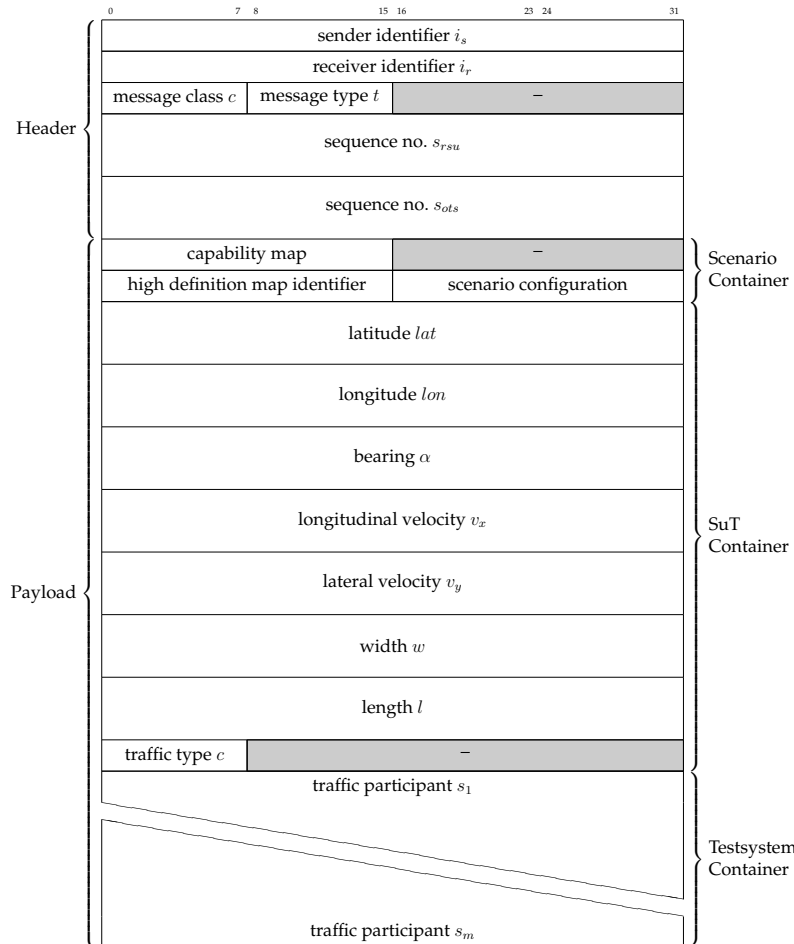 0 7 8 15 16 23 24 31
sender identifier i_s
receiver identifier i_r
message class c message type t –
Header
sequence no. s_rsu
sequence no. s_ots
capability map –
Scenario
Container
high definition map identifier scenario configuration
latitude lat
longitude lon
bearing α
longitudinal velocity v_x
SuT
Container
lateral velocity v_y
Payload
width w
length l
traffic type c –
traffic participant s_1
Testsystem
Container
traffic participant s_m